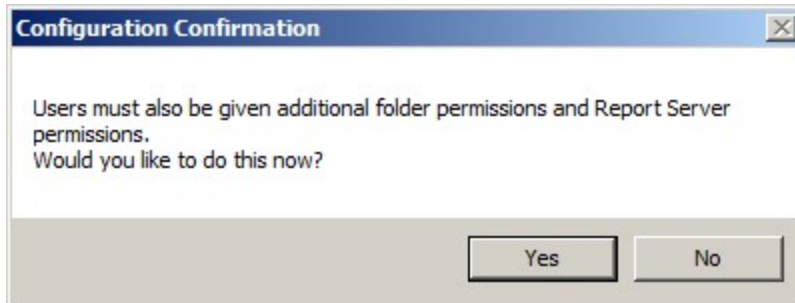 Configuration Confirmation
Users must also be given additional folder permissions and Report Server
permissions.
Would you like to do this now?
Yes
No